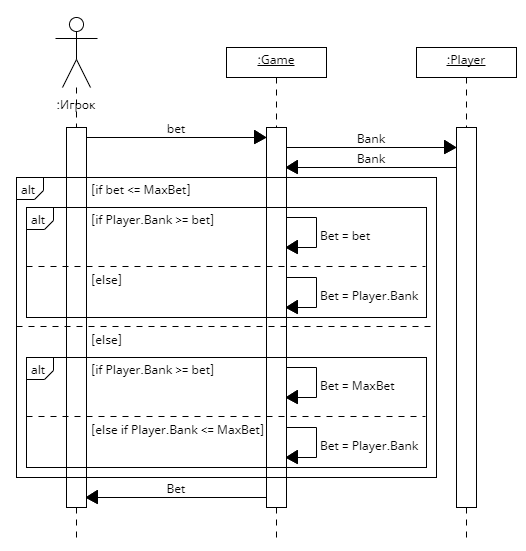 :Game
:Player
:Игрок
bet
Bank
Bank
alt
[if bet <= MaxBet]
alt
[if Player.Bank >= bet]
Bet = bet
[else]
Bet = Player.Bank
[else]
alt
[if Player.Bank >= bet]
Bet = MaxBet
[else if Player.Bank <= MaxBet]
Bet = Player.Bank
Bet